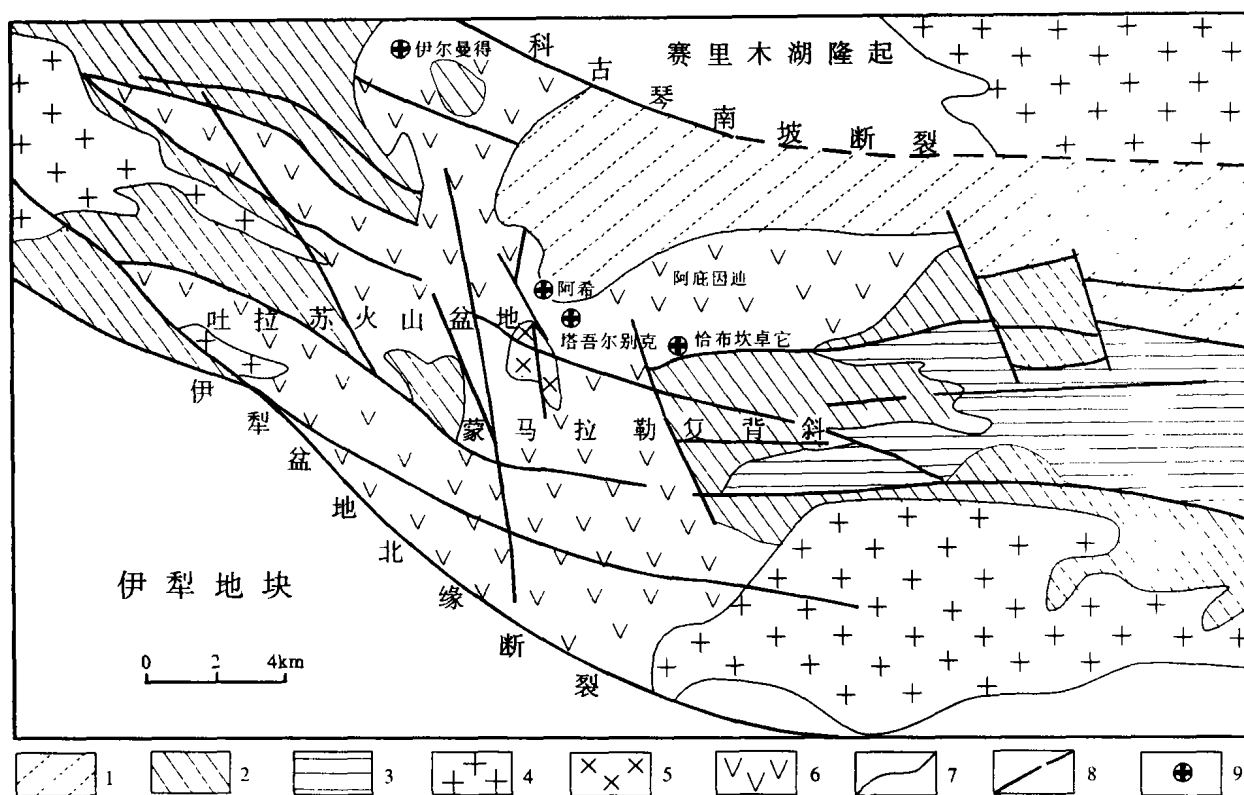 伊尔曼得
赛里木湖隆起
科古琴南坡断裂
阿希
阿庇因迪
塔吾尔别克
恰布坎卓它
吐拉苏火山盆地
蒙马拉勒复背斜
伊犁盆地北缘断裂
伊犁地块
0 2 4km
1 2 3 4 5 6 7 8 9